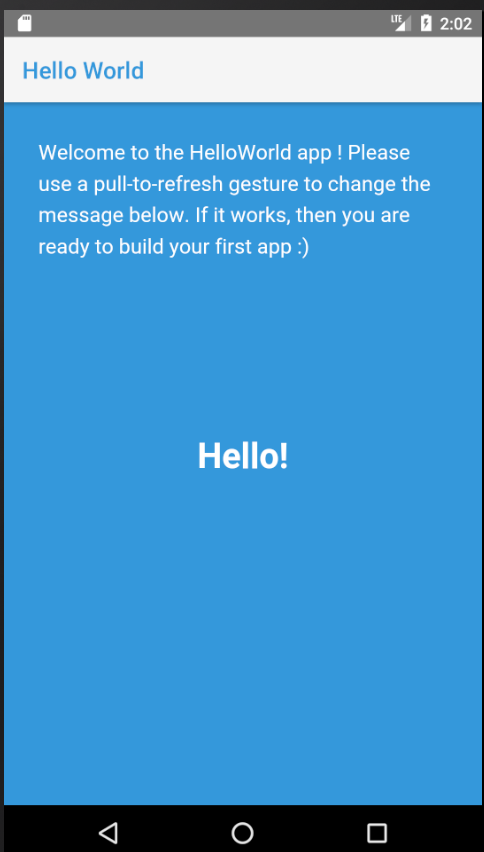 LTE 2:02
Hello World
Welcome to the HelloWorld app ! Please
use a pull-to-refresh gesture to change the
message below. If it works, then you are
ready to build your first app :)
Hello!